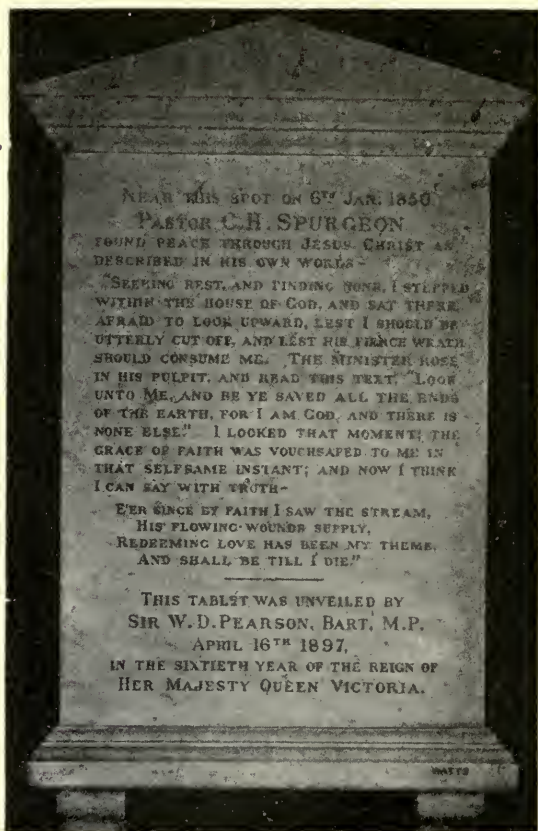 NEAR THIS SPOT ON 6TH JAN. 1850
PASTOR C. H. SPURGEON
FOUND PEACE THROUGH JESUS CHRIST AS
DESCRIBED IN HIS OWN WORDS-
"SEEKING REST, AND FINDING NONE, I STEPPED
WITHIN THE HOUSE OF GOD, AND SAT THERE,
AFRAID TO LOOK UPWARD, LEST I SHOULD BE
UTTERLY CUT OFF, AND LEST HIS FIERCE WRATH
SHOULD CONSUME ME. THE MINISTER ROSE
IN HIS PULPIT, AND READ THIS TEXT, "LOOK
UNTO ME, AND BE YE SAVED ALL THE ENDS
OF THE EARTH, FOR I AM GOD, AND THERE IS
NONE ELSE." I LOOKED THAT MOMENT; THE
GRACE OF FAITH WAS VOUCHSAFED TO ME IN
THAT SELFSAME INSTANT; AND NOW I THINK
I CAN SAY WITH TRUTH-
E'ER SINCE BY FAITH I SAW THE STREAM,
HIS FLOWING WOUNDS SUPPLY,
REDEEMING LOVE HAS BEEN MY THEME,
AND SHALL BE TILL I DIE."
THIS TABLET WAS UNVEILED BY
SIR W. D. PEARSON, BART, M.P.
APRIL 16TH 1897,
IN THE SIXTIETH YEAR OF THE REIGN OF
HER MAJESTY QUEEN VICTORIA.
WATTS